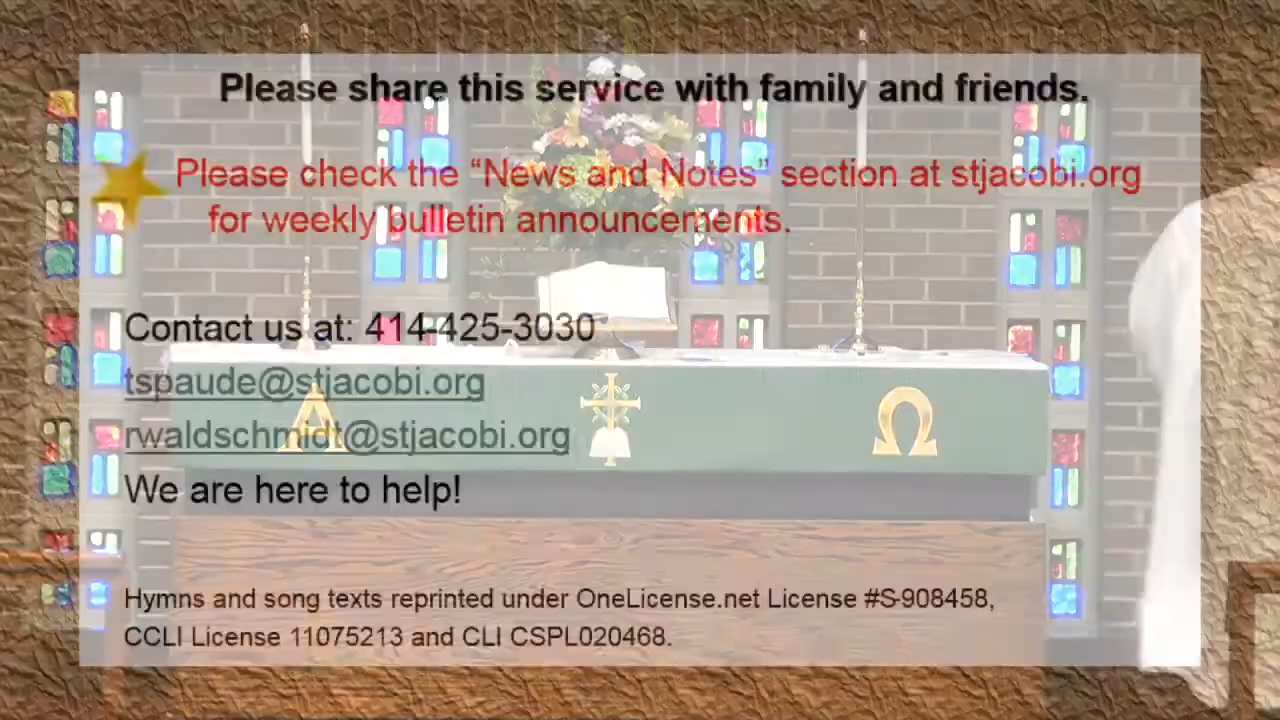 Please share this service with family and friends.
Please check the “News and Notes” section at stjacobi.org
for weekly bulletin announcements.
Contact us at: 414-425-3030
tspaude@stjacobi.org
rwaldschmidt@stjacobi.org
Α Ω
We are here to help!
Hymns and song texts reprinted under OneLicense.net License #S-908458,
CCLI License 11075213 and CLI CSPL020468.